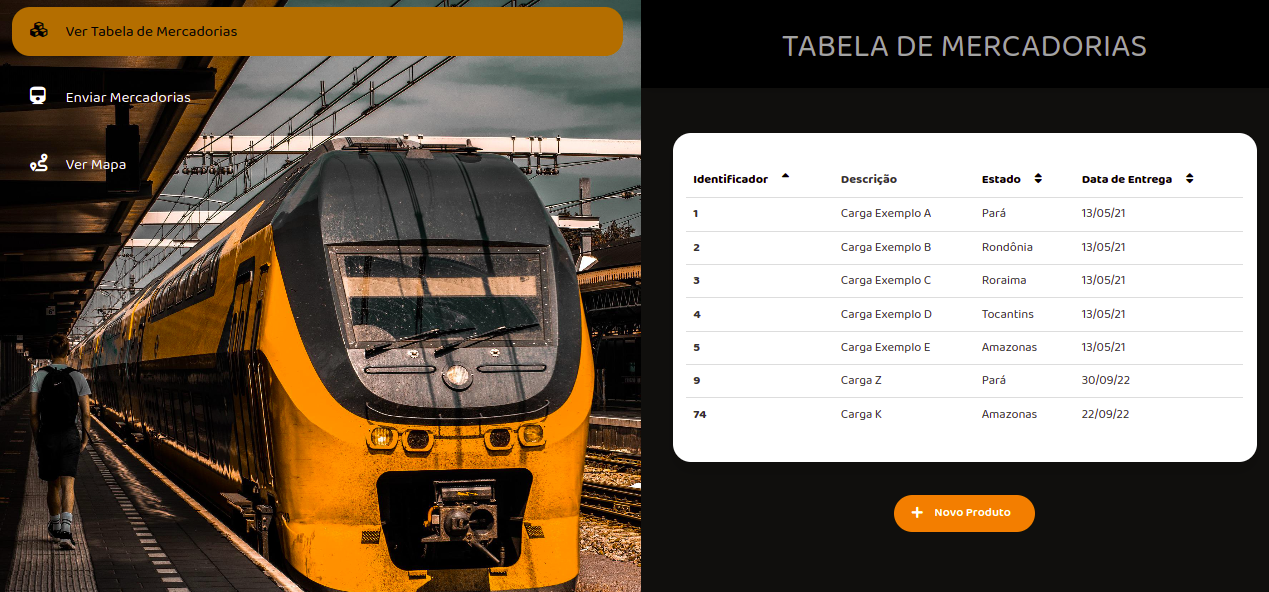 Ver Tabela de Mercadorias
Enviar Mercadorias
Ver Mapa
TABELA DE MERCADORIAS
Identificador Descrição Estado Data de Entrega
1 Carga Exemplo A Pará 13/05/21
2 Carga Exemplo B Rondônia 13/05/21
3 Carga Exemplo C Roraima 13/05/21
4 Carga Exemplo D Tocantins 13/05/21
5 Carga Exemplo E Amazonas 13/05/21
9 Carga Z Pará 30/09/22
74 Carga K Amazonas 22/09/22
+ Novo Produto